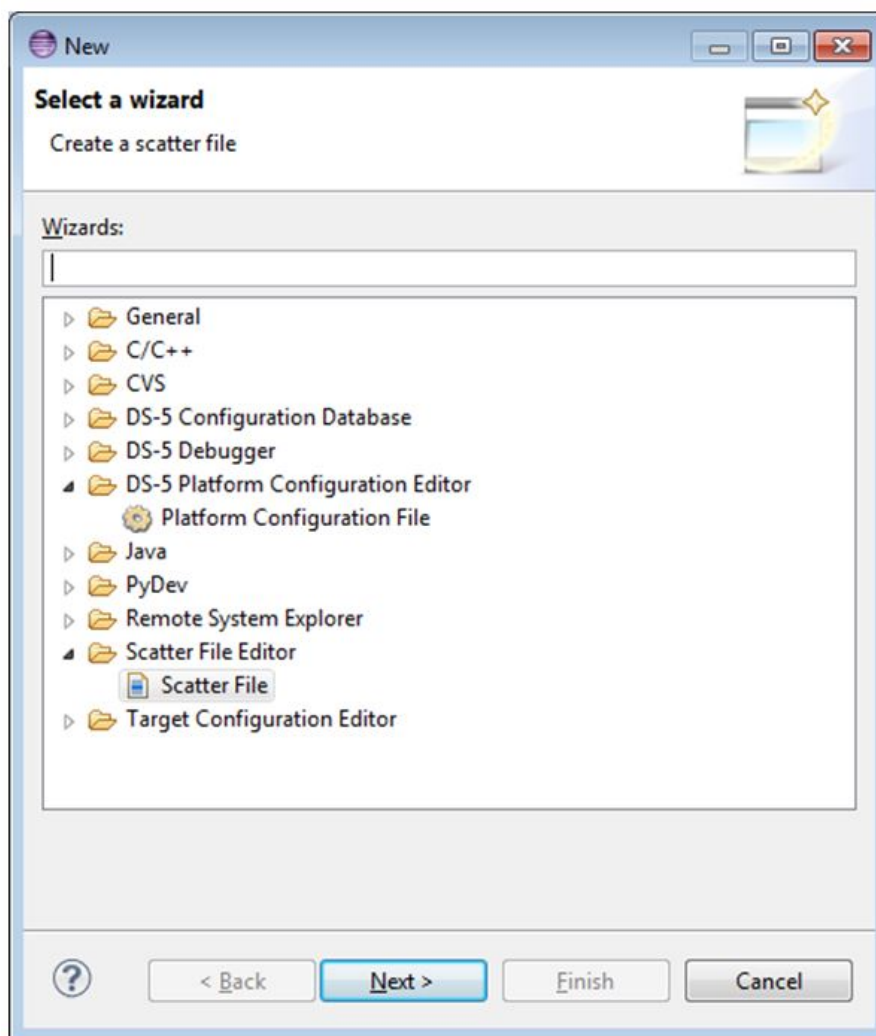 New
Select a wizard
Create a scatter file
Wizards:
General
C/C++
CVS
DS-5 Configuration Database
DS-5 Debugger
DS-5 Platform Configuration Editor
Platform Configuration File
Java
PyDev
Remote System Explorer
Scatter File Editor
Scatter File
Target Configuration Editor
? < Back Next > Finish Cancel